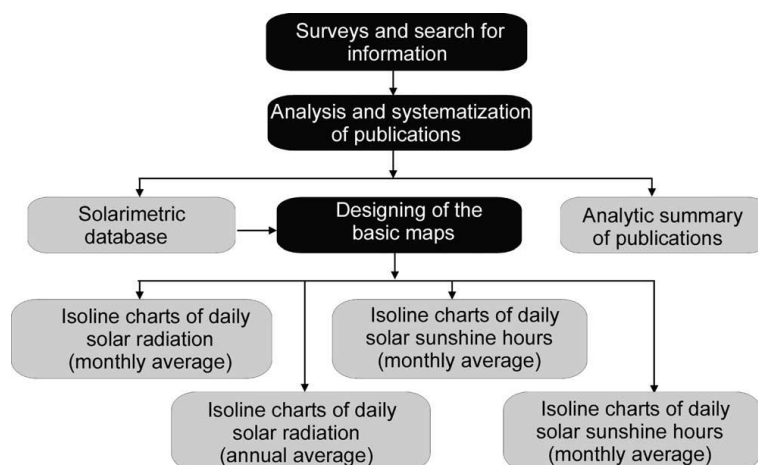 Surveys and search for
information
Analysis and systematization
of publications
Solarimetric
database
Designing of the
basic maps
Analytic summary
of publications
Isoline charts of daily
solar radiation
(monthly average)
Isoline charts of daily
solar sunshine hours
(monthly average)
Isoline charts of daily
solar radiation
(annual average)
Isoline charts of daily
solar sunshine hours
(monthly average)